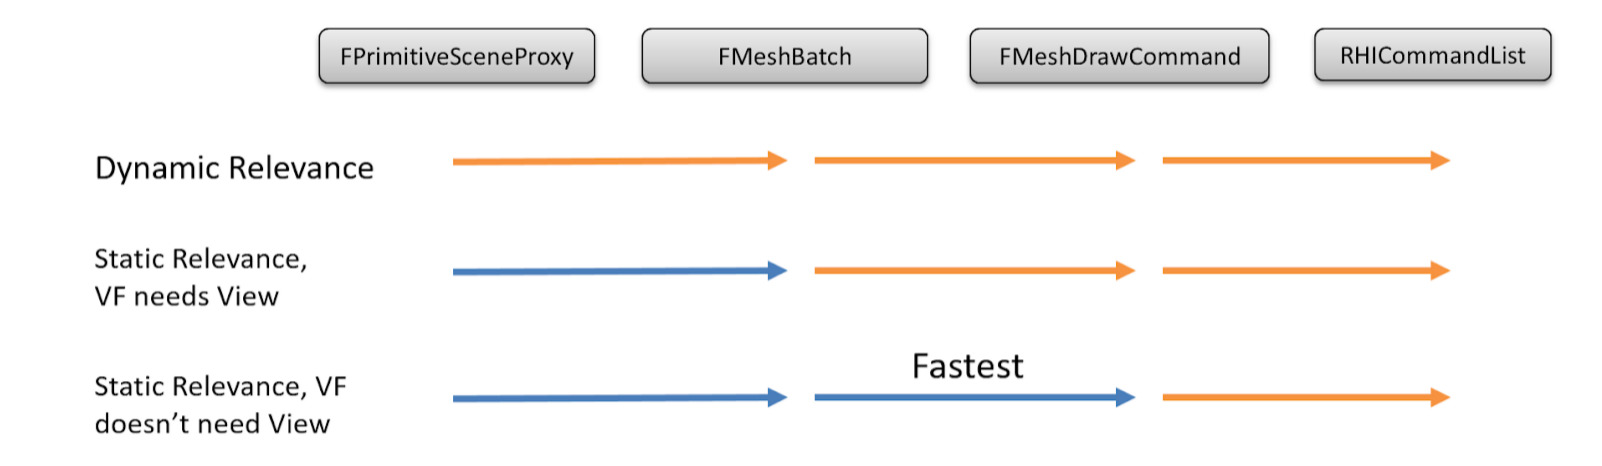 FPrimitiveSceneProxy
FMeshBatch
FMeshDrawCommand
RHICommandList
Dynamic Relevance
Static Relevance,
VF needs View
Fastest
Static Relevance, VF
doesn’t need View